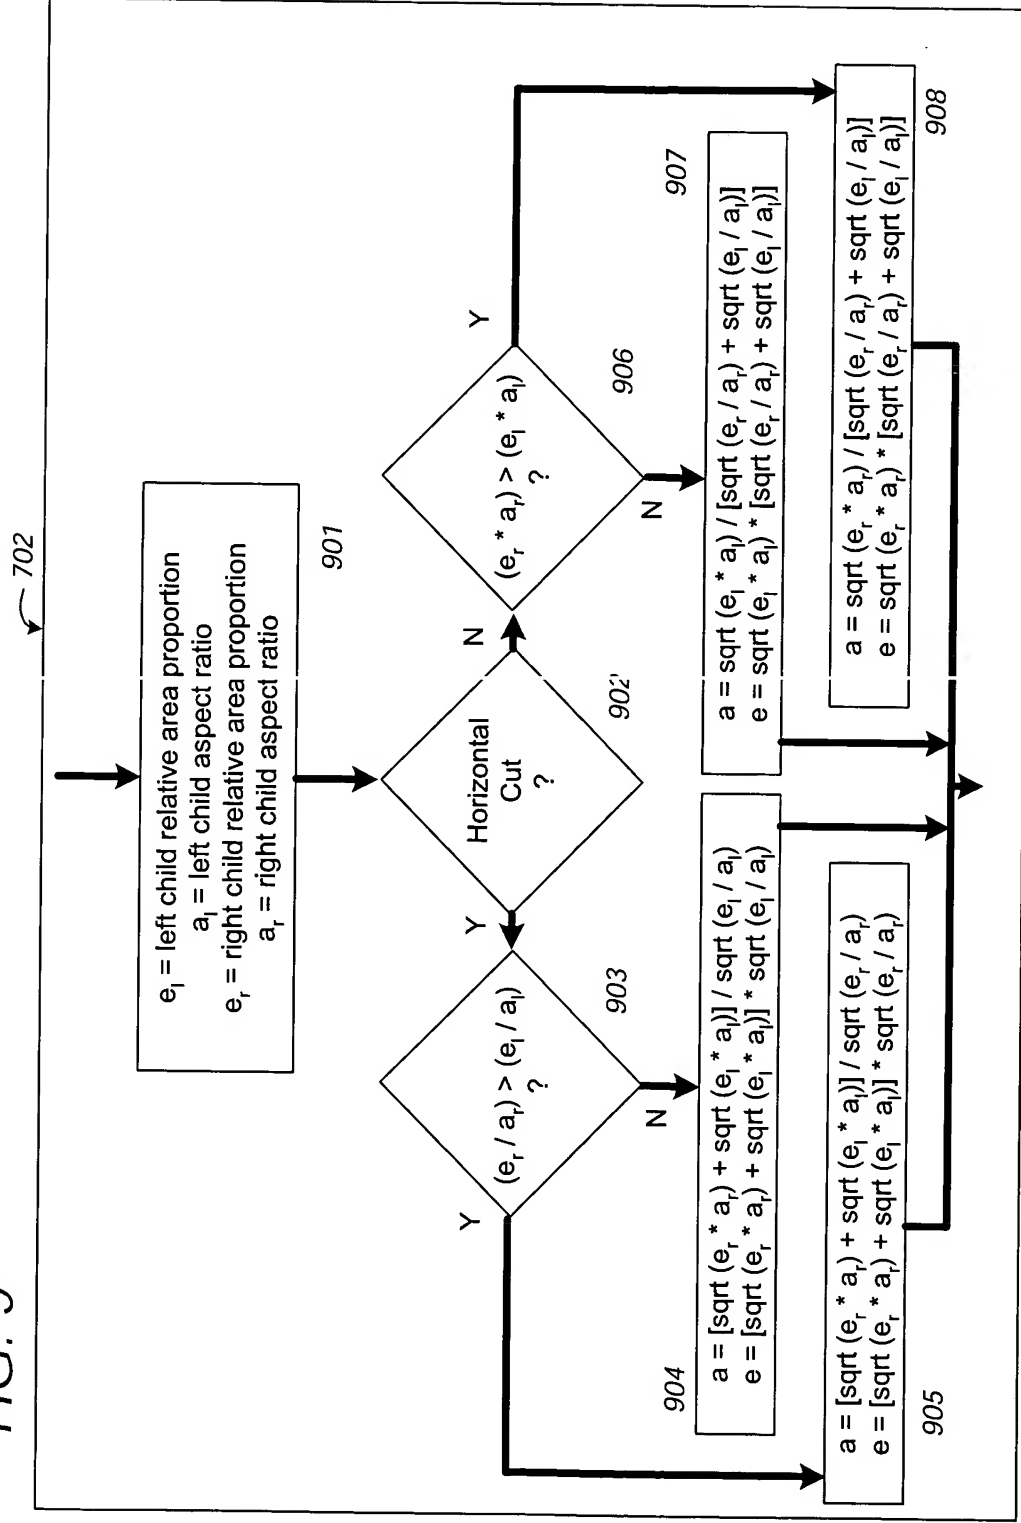 FIG. 9
702
e_l = left child relative area proportion
a_l = left child aspect ratio
e_r = right child relative area proportion
a_r = right child aspect ratio
901
Horizontal
Cut
?
902
Y
N
(e_r / a_r) > (e_l / a_l)
?
903
Y
N
(e_r * a_r) > (e_l * a_l)
?
906
Y
N
904
a = [sqrt (e_r * a_r) + sqrt (e_l * a_l)] / sqrt (e_l / a_l)
e = [sqrt (e_r * a_r) + sqrt (e_l * a_l)] * sqrt (e_l / a_l)
907
a = sqrt (e_l * a_l) / [sqrt (e_r / a_r) + sqrt (e_l / a_l)]
e = sqrt (e_l * a_l) * [sqrt (e_r / a_r) + sqrt (e_l / a_l)]
905
a = [sqrt (e_r * a_r) + sqrt (e_l * a_l)] / sqrt (e_r / a_r)
e = [sqrt (e_r * a_r) + sqrt (e_l * a_l)] * sqrt (e_r / a_r)
908
a = sqrt (e_r * a_r) / [sqrt (e_r / a_r) + sqrt (e_l / a_l)]
e = sqrt (e_r * a_r) * [sqrt (e_r / a_r) + sqrt (e_l / a_l)]